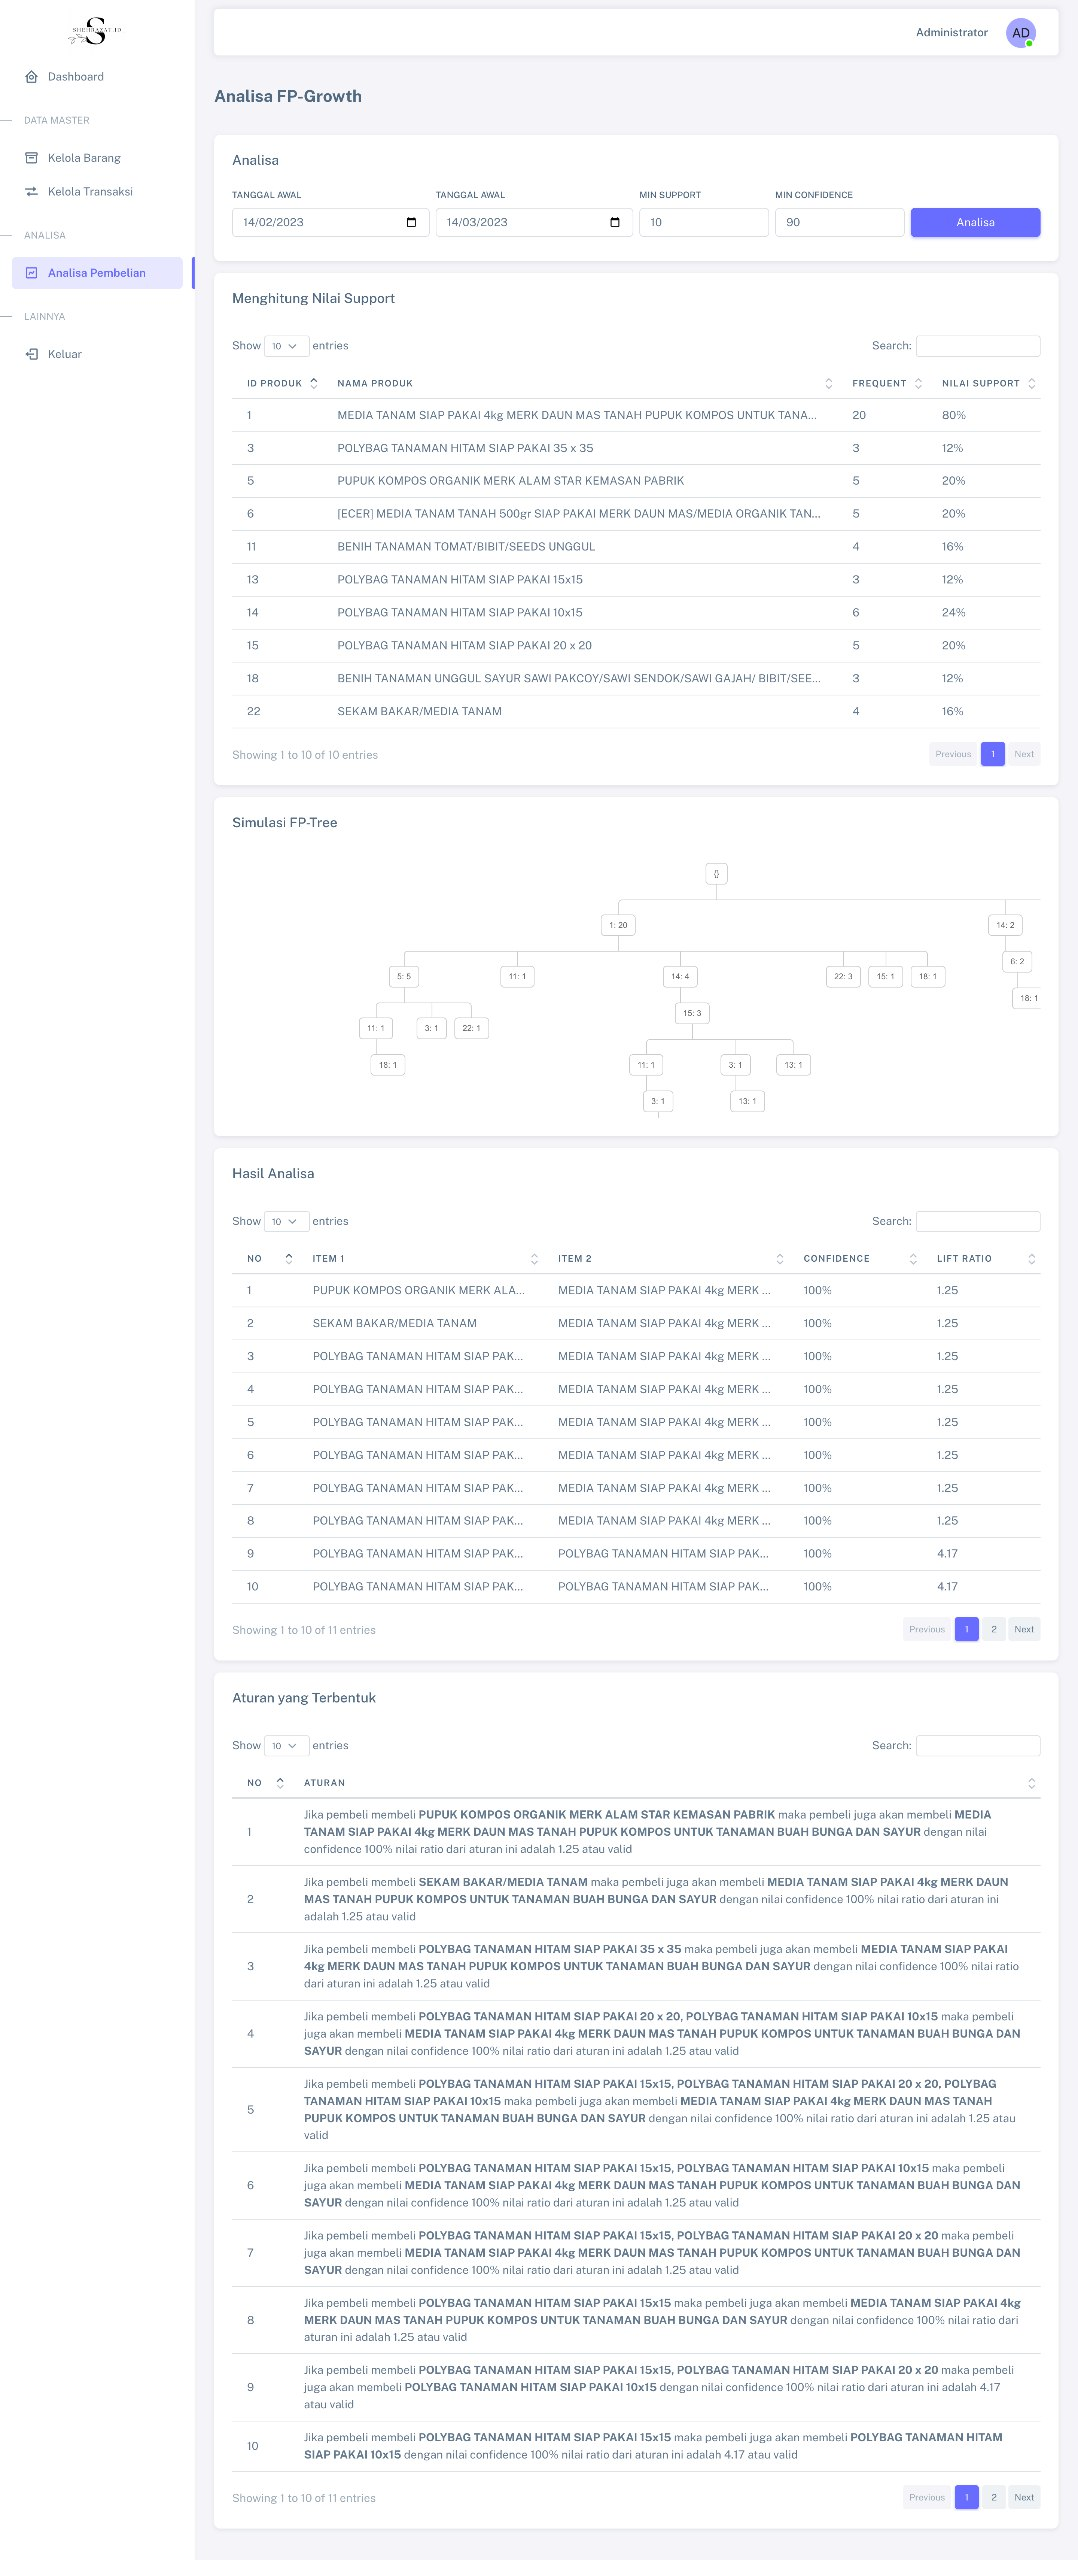 S
SHEHRAZAT.ID
Dashboard
DATA MASTER
Kelola Barang
Kelola Transaksi
ANALISA
Analisa Pembelian
LAINNYA
Keluar
Administrator
AD
Analisa FP-Growth
Analisa
TANGGAL AWAL TANGGAL AWAL MIN SUPPORT MIN CONFIDENCE
14/02/2023 14/03/2023 10 90 Analisa
Menghitung Nilai Support
Show 10 entries Search:
ID PRODUK NAMA PRODUK FREQUENT NILAI SUPPORT
1 MEDIA TANAM SIAP PAKAI 4kg MERK DAUN MAS TANAH PUPUK KOMPOS UNTUK TANA... 20 80%
3 POLYBAG TANAMAN HITAM SIAP PAKAI 35 x 35 3 12%
5 PUPUK KOMPOS ORGANIK MERK ALAM STAR KEMASAN PABRIK 5 20%
6 [ECER] MEDIA TANAM TANAH 500gr SIAP PAKAI MERK DAUN MAS/MEDIA ORGANIK TAN... 5 20%
11 BENIH TANAMAN TOMAT/BIBIT/SEEDS UNGGUL 4 16%
13 POLYBAG TANAMAN HITAM SIAP PAKAI 15x15 3 12%
14 POLYBAG TANAMAN HITAM SIAP PAKAI 10x15 6 24%
15 POLYBAG TANAMAN HITAM SIAP PAKAI 20 x 20 5 20%
18 BENIH TANAMAN UNGGUL SAYUR SAWI PAKCOY/SAWI SENDOK/SAWI GAJAH/ BIBIT/SEE... 3 12%
22 SEKAM BAKAR/MEDIA TANAM 4 16%
Showing 1 to 10 of 10 entries Previous 1 Next
Simulasi FP-Tree
{}
1: 20 14: 2
6: 2
5: 5 11: 1 14: 4 22: 3 15: 1 18: 1
18: 1
15: 3
11: 1 3: 1 22: 1
18: 1 11: 1 3: 1 13: 1
3: 1 13: 1
Hasil Analisa
Show 10 entries Search:
NO ITEM 1 ITEM 2 CONFIDENCE LIFT RATIO
1 PUPUK KOMPOS ORGANIK MERK ALA... MEDIA TANAM SIAP PAKAI 4kg MERK ... 100% 1.25
2 SEKAM BAKAR/MEDIA TANAM MEDIA TANAM SIAP PAKAI 4kg MERK ... 100% 1.25
3 POLYBAG TANAMAN HITAM SIAP PAK... MEDIA TANAM SIAP PAKAI 4kg MERK ... 100% 1.25
4 POLYBAG TANAMAN HITAM SIAP PAK... MEDIA TANAM SIAP PAKAI 4kg MERK ... 100% 1.25
5 POLYBAG TANAMAN HITAM SIAP PAK... MEDIA TANAM SIAP PAKAI 4kg MERK ... 100% 1.25
6 POLYBAG TANAMAN HITAM SIAP PAK... MEDIA TANAM SIAP PAKAI 4kg MERK ... 100% 1.25
7 POLYBAG TANAMAN HITAM SIAP PAK... MEDIA TANAM SIAP PAKAI 4kg MERK ... 100% 1.25
8 POLYBAG TANAMAN HITAM SIAP PAK... MEDIA TANAM SIAP PAKAI 4kg MERK ... 100% 1.25
9 POLYBAG TANAMAN HITAM SIAP PAK... POLYBAG TANAMAN HITAM SIAP PAK... 100% 4.17
10 POLYBAG TANAMAN HITAM SIAP PAK... POLYBAG TANAMAN HITAM SIAP PAK... 100% 4.17
Showing 1 to 10 of 11 entries Previous 1 2 Next
Aturan yang Terbentuk
Show 10 entries Search:
NO ATURAN
Jika pembeli membeli PUPUK KOMPOS ORGANIK MERK ALAM STAR KEMASAN PABRIK maka pembeli juga akan membeli MEDIA
1 TANAM SIAP PAKAI 4kg MERK DAUN MAS TANAH PUPUK KOMPOS UNTUK TANAMAN BUAH BUNGA DAN SAYUR dengan nilai
confidence 100% nilai ratio dari aturan ini adalah 1.25 atau valid
Jika pembeli membeli SEKAM BAKAR/MEDIA TANAM maka pembeli juga akan membeli MEDIA TANAM SIAP PAKAI 4kg MERK DAUN
2 MAS TANAH PUPUK KOMPOS UNTUK TANAMAN BUAH BUNGA DAN SAYUR dengan nilai confidence 100% nilai ratio dari aturan ini
adalah 1.25 atau valid
Jika pembeli membeli POLYBAG TANAMAN HITAM SIAP PAKAI 35 x 35 maka pembeli juga akan membeli MEDIA TANAM SIAP PAKAI
3 4kg MERK DAUN MAS TANAH PUPUK KOMPOS UNTUK TANAMAN BUAH BUNGA DAN SAYUR dengan nilai confidence 100% nilai ratio
dari aturan ini adalah 1.25 atau valid
Jika pembeli membeli POLYBAG TANAMAN HITAM SIAP PAKAI 20 x 20, POLYBAG TANAMAN HITAM SIAP PAKAI 10x15 maka pembeli
4 juga akan membeli MEDIA TANAM SIAP PAKAI 4kg MERK DAUN MAS TANAH PUPUK KOMPOS UNTUK TANAMAN BUAH BUNGA DAN
SAYUR dengan nilai confidence 100% nilai ratio dari aturan ini adalah 1.25 atau valid
Jika pembeli membeli POLYBAG TANAMAN HITAM SIAP PAKAI 15x15, POLYBAG TANAMAN HITAM SIAP PAKAI 20 x 20, POLYBAG
TANAMAN HITAM SIAP PAKAI 10x15 maka pembeli juga akan membeli MEDIA TANAM SIAP PAKAI 4kg MERK DAUN MAS TANAH
5 PUPUK KOMPOS UNTUK TANAMAN BUAH BUNGA DAN SAYUR dengan nilai confidence 100% nilai ratio dari aturan ini adalah 1.25 atau
valid
Jika pembeli membeli POLYBAG TANAMAN HITAM SIAP PAKAI 15x15, POLYBAG TANAMAN HITAM SIAP PAKAI 10x15 maka pembeli
6 juga akan membeli MEDIA TANAM SIAP PAKAI 4kg MERK DAUN MAS TANAH PUPUK KOMPOS UNTUK TANAMAN BUAH BUNGA DAN
SAYUR dengan nilai confidence 100% nilai ratio dari aturan ini adalah 1.25 atau valid
Jika pembeli membeli POLYBAG TANAMAN HITAM SIAP PAKAI 15x15, POLYBAG TANAMAN HITAM SIAP PAKAI 20 x 20 maka pembeli
7 juga akan membeli MEDIA TANAM SIAP PAKAI 4kg MERK DAUN MAS TANAH PUPUK KOMPOS UNTUK TANAMAN BUAH BUNGA DAN
SAYUR dengan nilai confidence 100% nilai ratio dari aturan ini adalah 1.25 atau valid
Jika pembeli membeli POLYBAG TANAMAN HITAM SIAP PAKAI 15x15 maka pembeli juga akan membeli MEDIA TANAM SIAP PAKAI 4kg
8 MERK DAUN MAS TANAH PUPUK KOMPOS UNTUK TANAMAN BUAH BUNGA DAN SAYUR dengan nilai confidence 100% nilai ratio dari
aturan ini adalah 1.25 atau valid
Jika pembeli membeli POLYBAG TANAMAN HITAM SIAP PAKAI 15x15, POLYBAG TANAMAN HITAM SIAP PAKAI 20 x 20 maka pembeli
9 juga akan membeli POLYBAG TANAMAN HITAM SIAP PAKAI 10x15 dengan nilai confidence 100% nilai ratio dari aturan ini adalah 4.17
atau valid
Jika pembeli membeli POLYBAG TANAMAN HITAM SIAP PAKAI 15x15 maka pembeli juga akan membeli POLYBAG TANAMAN HITAM
10 SIAP PAKAI 10x15 dengan nilai confidence 100% nilai ratio dari aturan ini adalah 4.17 atau valid
Showing 1 to 10 of 11 entries Previous 1 2 Next